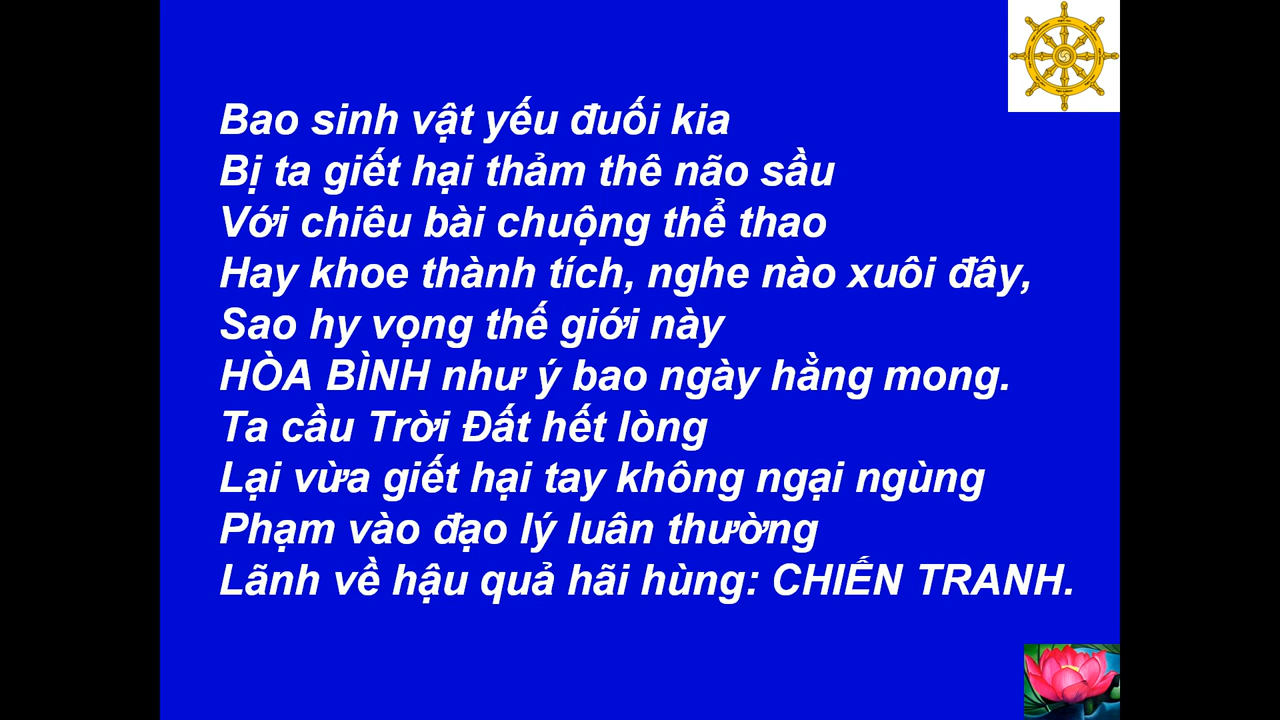 Bao sinh vật yếu đuối kia
Bị ta giết hại thảm thê não sầu
Với chiêu bài chuộng thể thao
Hay khoe thành tích, nghe nào xuôi đây,
Sao hy vọng thế giới này
HÒA BÌNH như ý bao ngày hằng mong.
Ta cầu Trời Đất hết lòng
Lại vừa giết hại tay không ngại ngùng
Phạm vào đạo lý luân thường
Lãnh về hậu quả hãi hùng: CHIẾN TRANH.